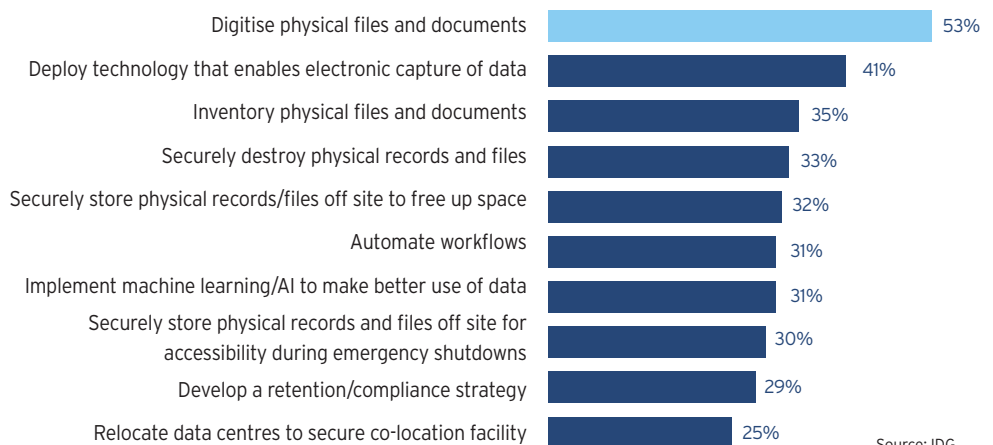 Digitise physical files and documents 53%
Deploy technology that enables electronic capture of data 41%
Inventory physical files and documents 35%
Securely destroy physical records and files 33%
Securely store physical records/files off site to free up space 32%
Automate workflows 31%
Implement machine learning/AI to make better use of data 31%
Securely store physical records and files off site for
accessibility during emergency shutdowns 30%
Develop a retention/compliance strategy 29%
Relocate data centres to secure co-location facility 25%
Source: IDG